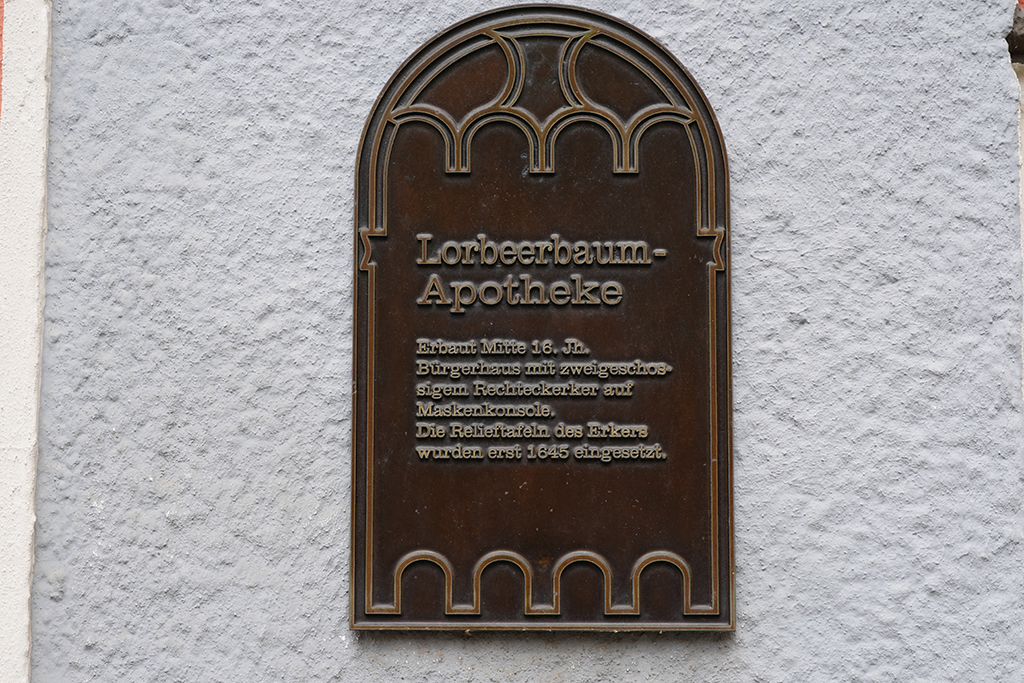 Lorbeerbaum-
Apotheke
Erbaut Mitte 16. Jh.
Bürgerhaus mit zweigeschos-
sigem Rechteckerker auf
Maskenkonsole.
Die Relieftafeln des Erkers
wurden erst 1645 eingesetzt.